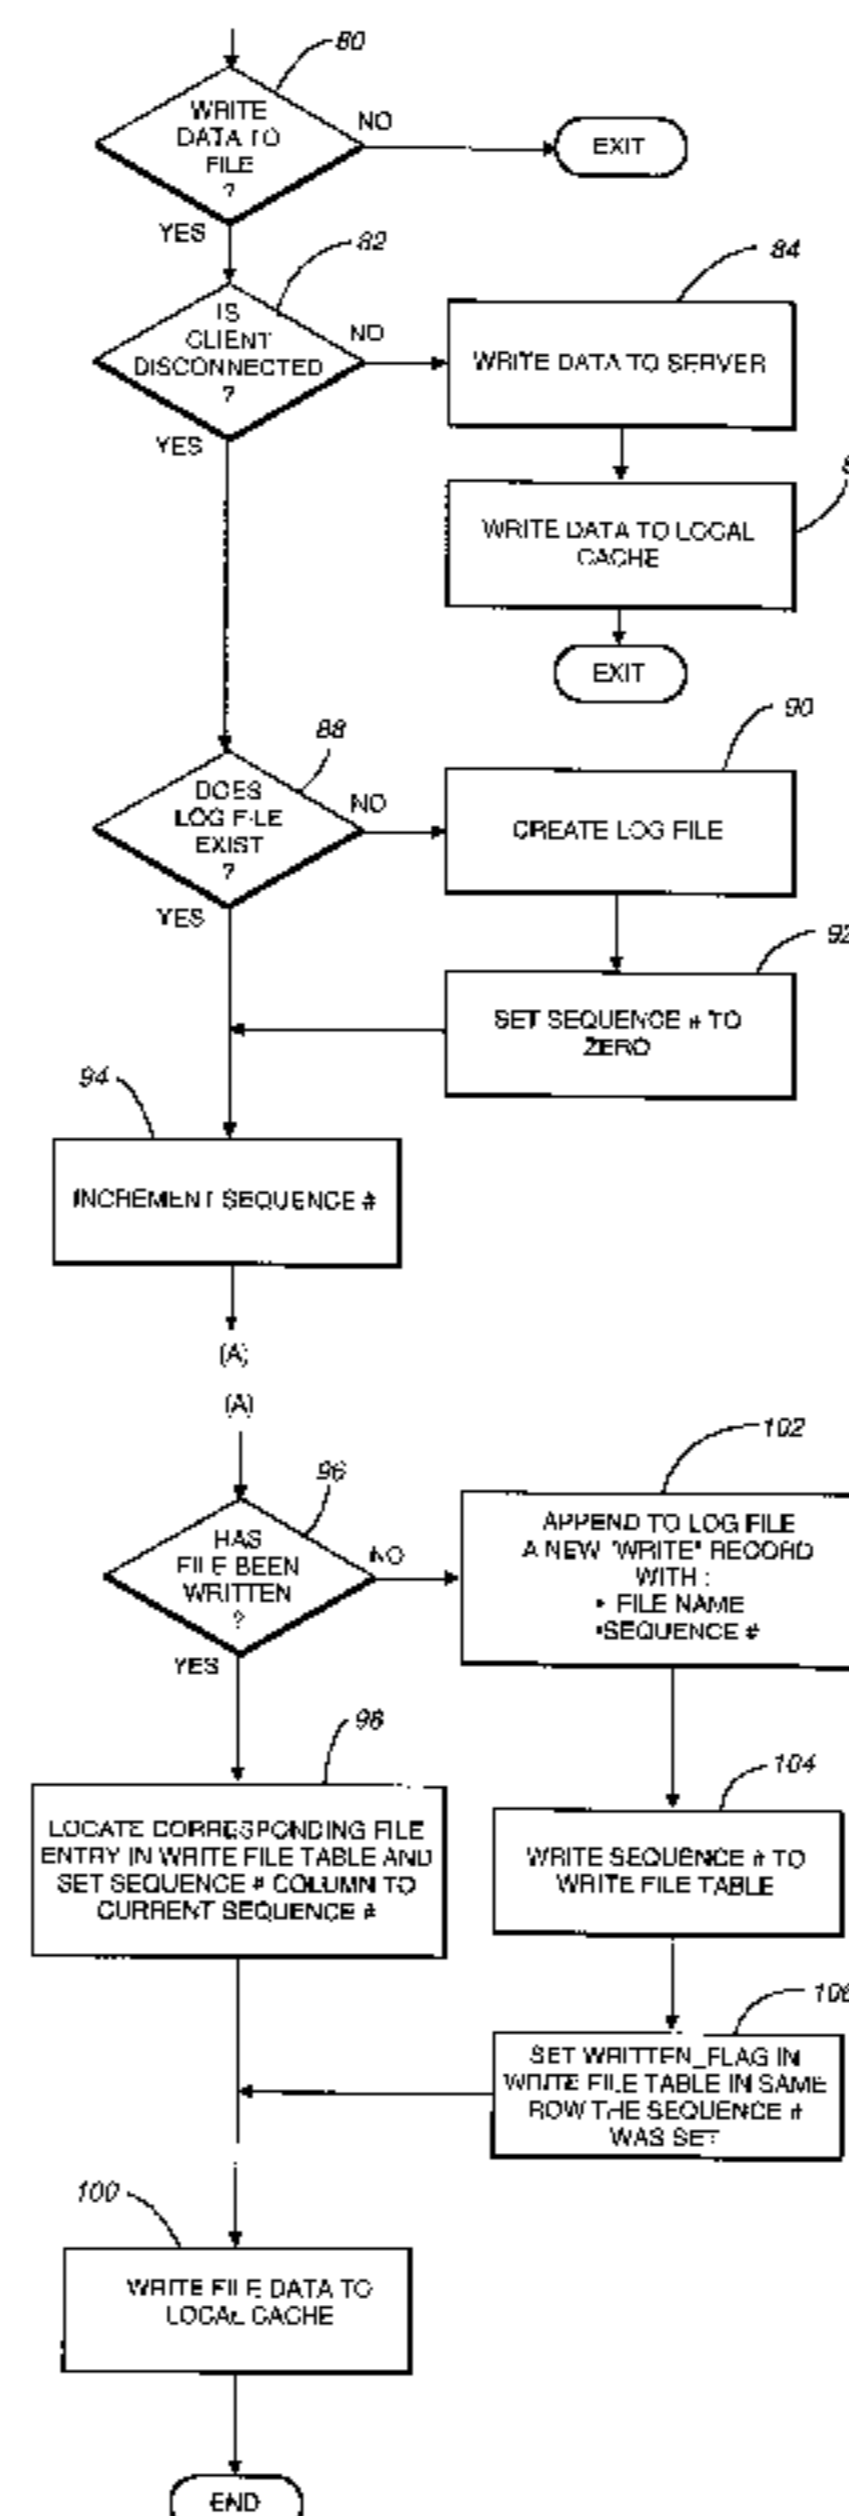 80
WRITE
DATA TO
FILE
?
NO
EXIT
YES
82
IS
CLIENT
DISCONNECTED
?
NO
84
WRITE DATA TO SERVER
YES
WRITE DATA TO LOCAL
CACHE
EXIT
88
DOES
LOG FILE
EXIST
?
NO
90
CREATE LOG FILE
YES
92
SET SEQUENCE # TO
ZERO
94
INCREMENT SEQUENCE #
(A)
(A)
96
HAS
FILE BEEN
WRITTEN
?
NO
102
APPEND TO LOG FILE
A NEW "WRITE" RECORD
WITH :
• FILE NAME
•SEQUENCE #
YES
98
LOCATE CORRESPONDING FILE
ENTRY IN WRITE FILE TABLE AND
SET SEQUENCE # COLUMN TO
CURRENT SEQUENCE #
104
WRITE SEQUENCE # TO
WRITE FILE TABLE
106
SET WRITTEN_FLAG IN
WRITE FILE TABLE IN SAME
ROW THE SEQUENCE #
WAS SET
100
WRITE FILE DATA TO
LOCAL CACHE
END